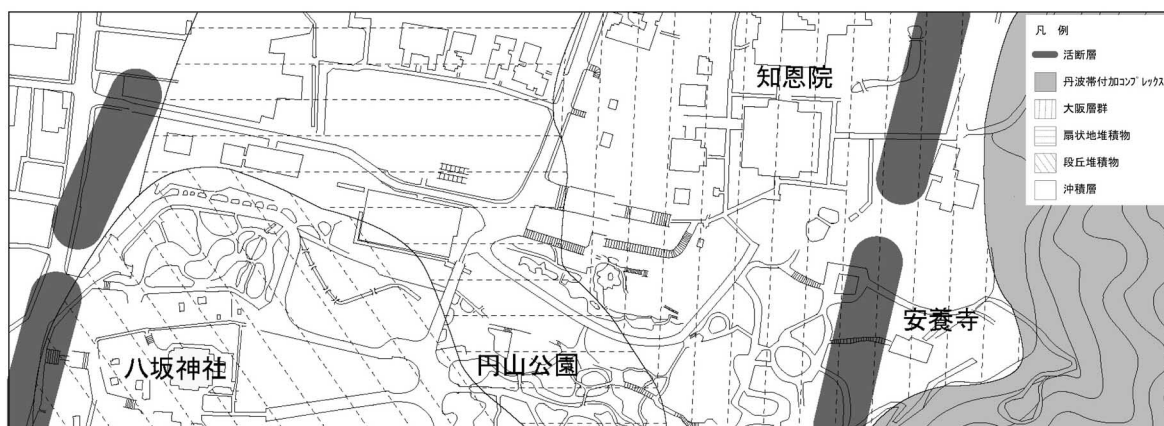 凡 例
活断層
丹波帯付加コンプレックス
大阪層群
扇状地堆積物
段丘堆積物
沖積層
知恩院
安養寺
円山公園
八坂神社